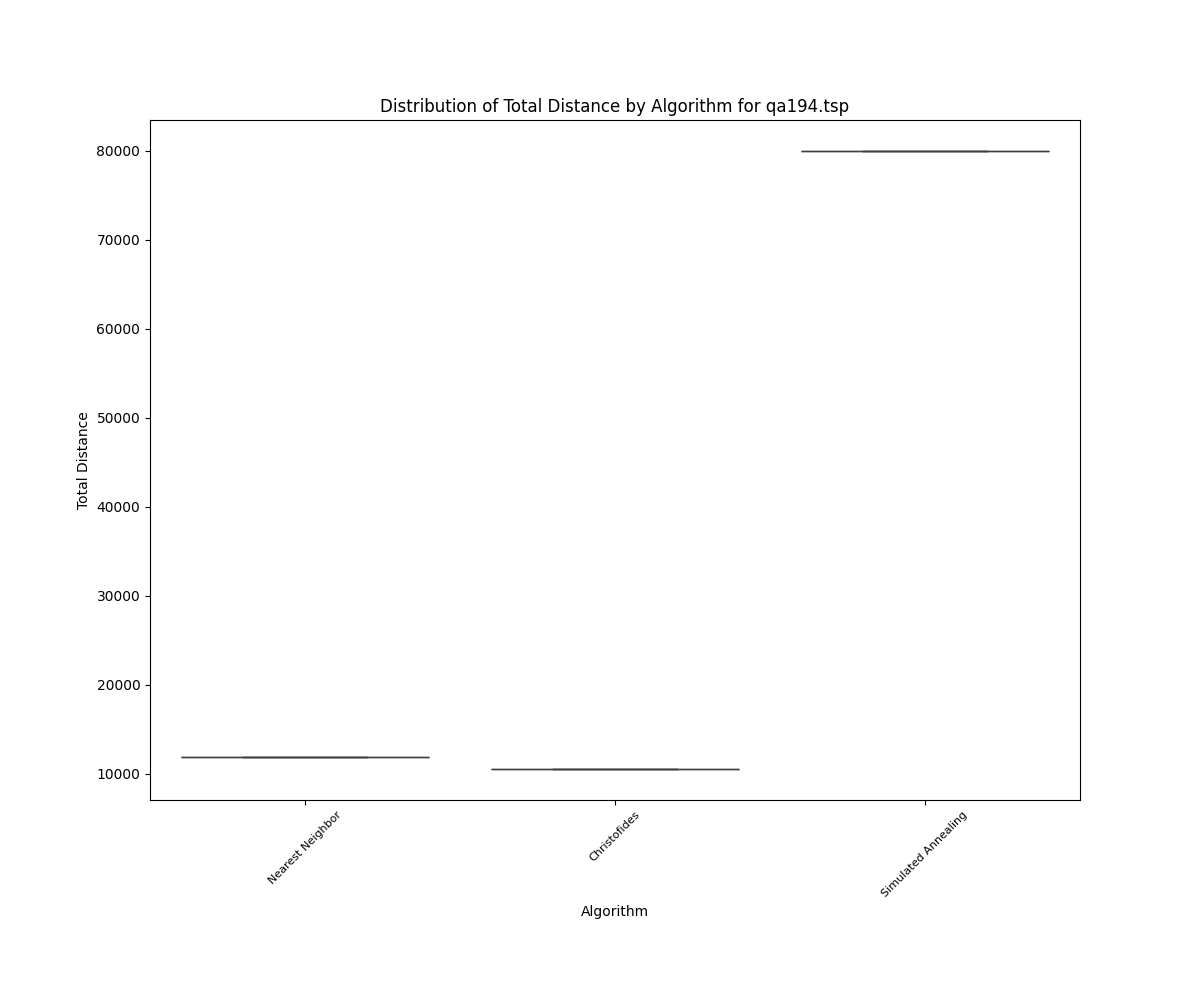 Distribution of Total Distance by Algorithm for qa194.tsp
80000
70000
60000
50000
40000
30000
20000
10000
Total Distance
Nearest Neighbor
Christofides
Simulated Annealing
Algorithm